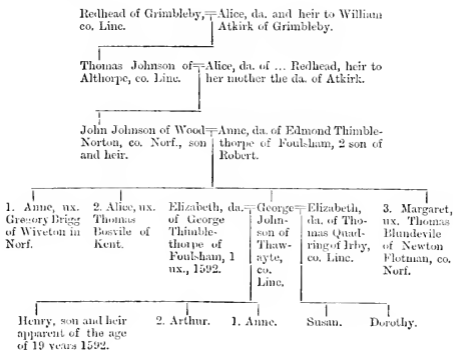 Redhead of Grimbleby, Alice, da. and heir to William
co. Linc. Atkirk of Grimbleby.
Thomas Johnson of Alice, da. of ... Redhead, heir to
Althorpe, co. Linc. her mother the da. of Atkirk.
John Johnson of Wood Anne, da. of Edmond Thimble-
Norton, co. Norf., son thorpe of Foulsham, 2 son of
and heir. Robert.
1. Anne, ux.
Gregory Brigg
of Wiveton in
Norf.
2. Alice, ux.
Thomas
Bosvile of
Kent.
Elizabeth, da.
of George
Thimble-
thorpe of
Foulsham, 1
ux., 1592.
George
John-
son of
Thaw-
ayte,
co.
Linc.
Elizabeth,
da. of Tho-
mas Quad-
ring of Irby,
co. Linc.
3. Margaret,
ux. Thomas
Blundevile
of Newton
Flotman, co.
Norf.
Henry, son and heir
apparent of the age
of 19 years 1592.
2. Arthur.
1. Anne.
Susan.
Dorothy.